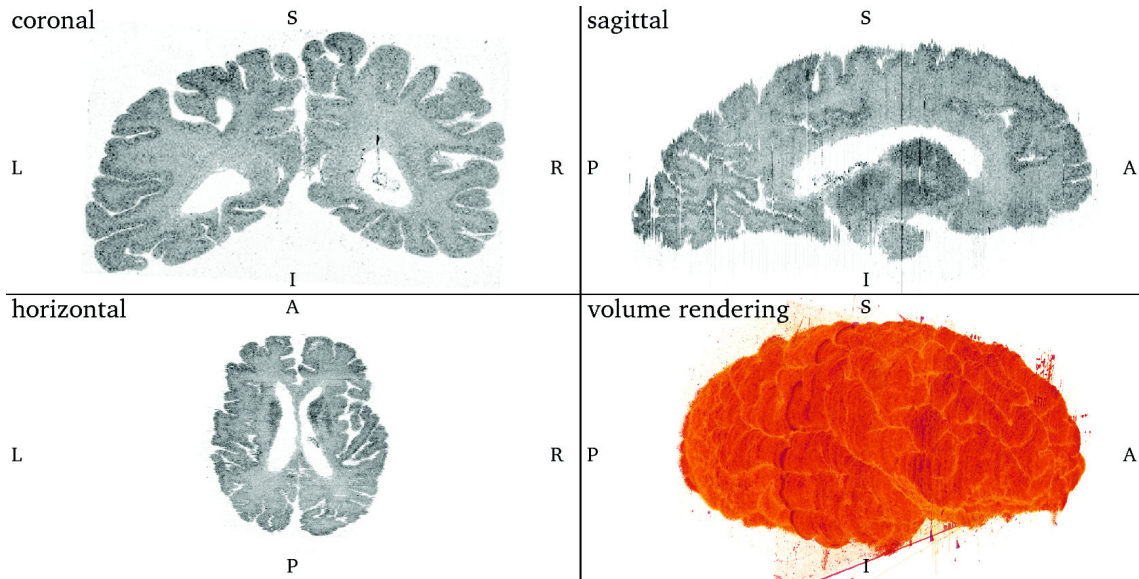 coronal
S
L
R
I
sagittal
S
P
A
I
horizontal
A
L
R
P
volume rendering
S
P
A
I